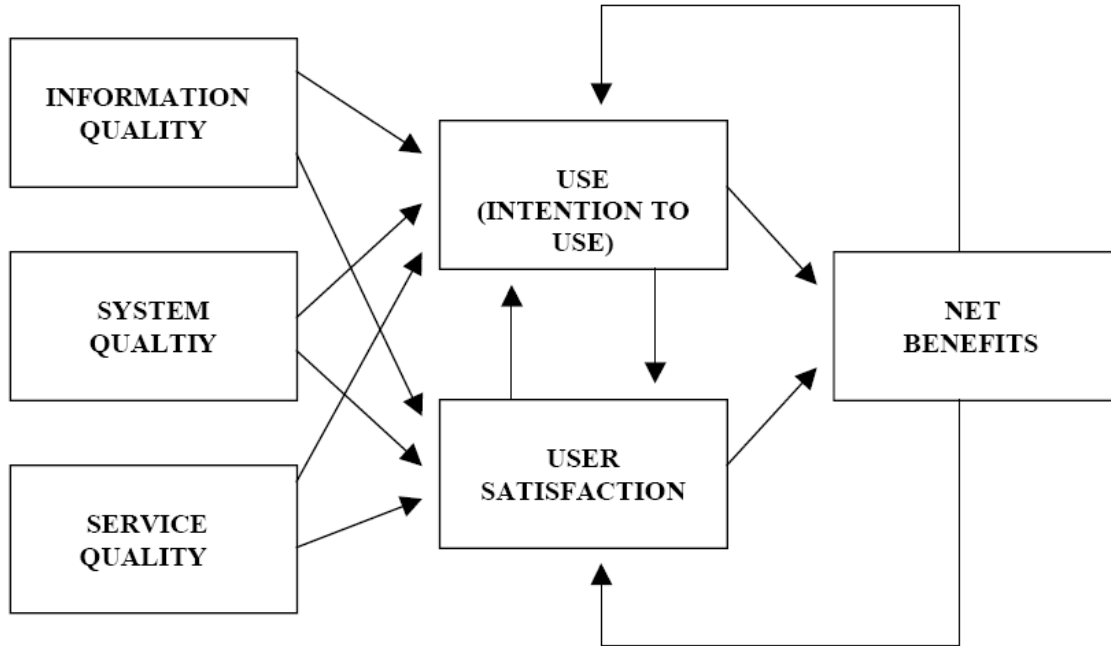 INFORMATION
QUALITY
USE
(INTENTION TO
USE)
SYSTEM
QUALTIY
NET
BENEFITS
USER
SATISFACTION
SERVICE
QUALITY